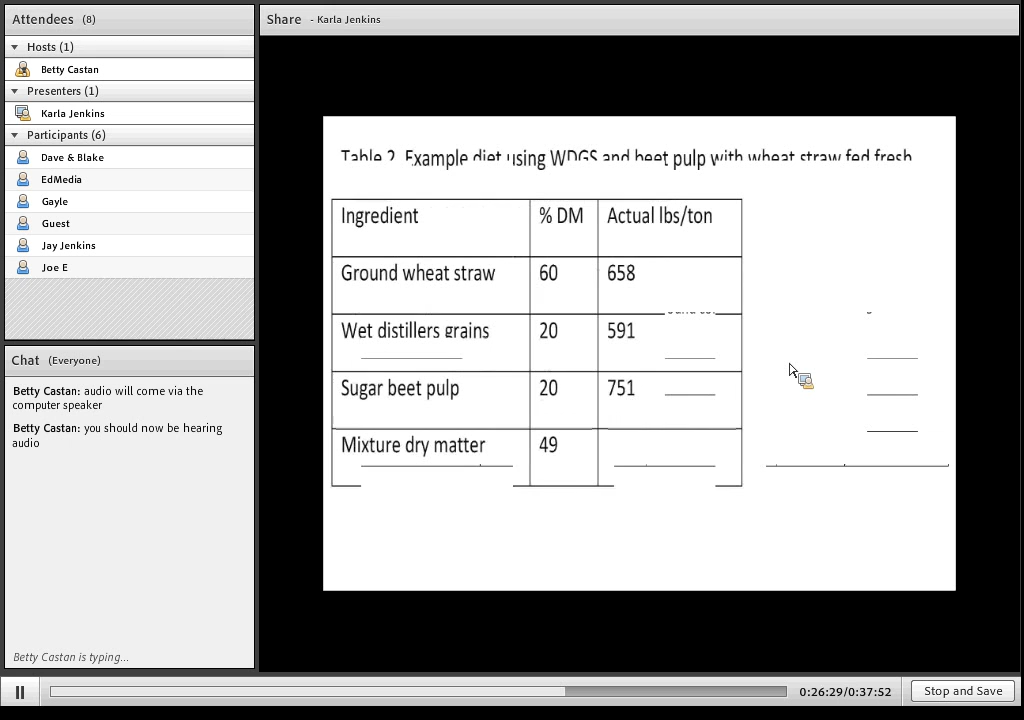 Attendees (8)
Hosts (1)
Betty Castan
Presenters (1)
Karla Jenkins
Participants (6)
Dave & Blake
EdMedia
Gayle
Guest
Jay Jenkins
Joe E
Chat (Everyone)
Betty Castan: audio will come via the
computer speaker
Betty Castan: you should now be hearing
audio
Betty Castan is typing...
Share - Karla Jenkins
Table 2. Example diet using WDGS and beet pulp with wheat straw fed fresh
Ingredient % DM Actual lbs/ton
Ground wheat straw 60 658
Wet distillers grains 20 591
Sugar beet pulp 20 751
Mixture dry matter 49
0:26:29/0:37:52
Stop and Save